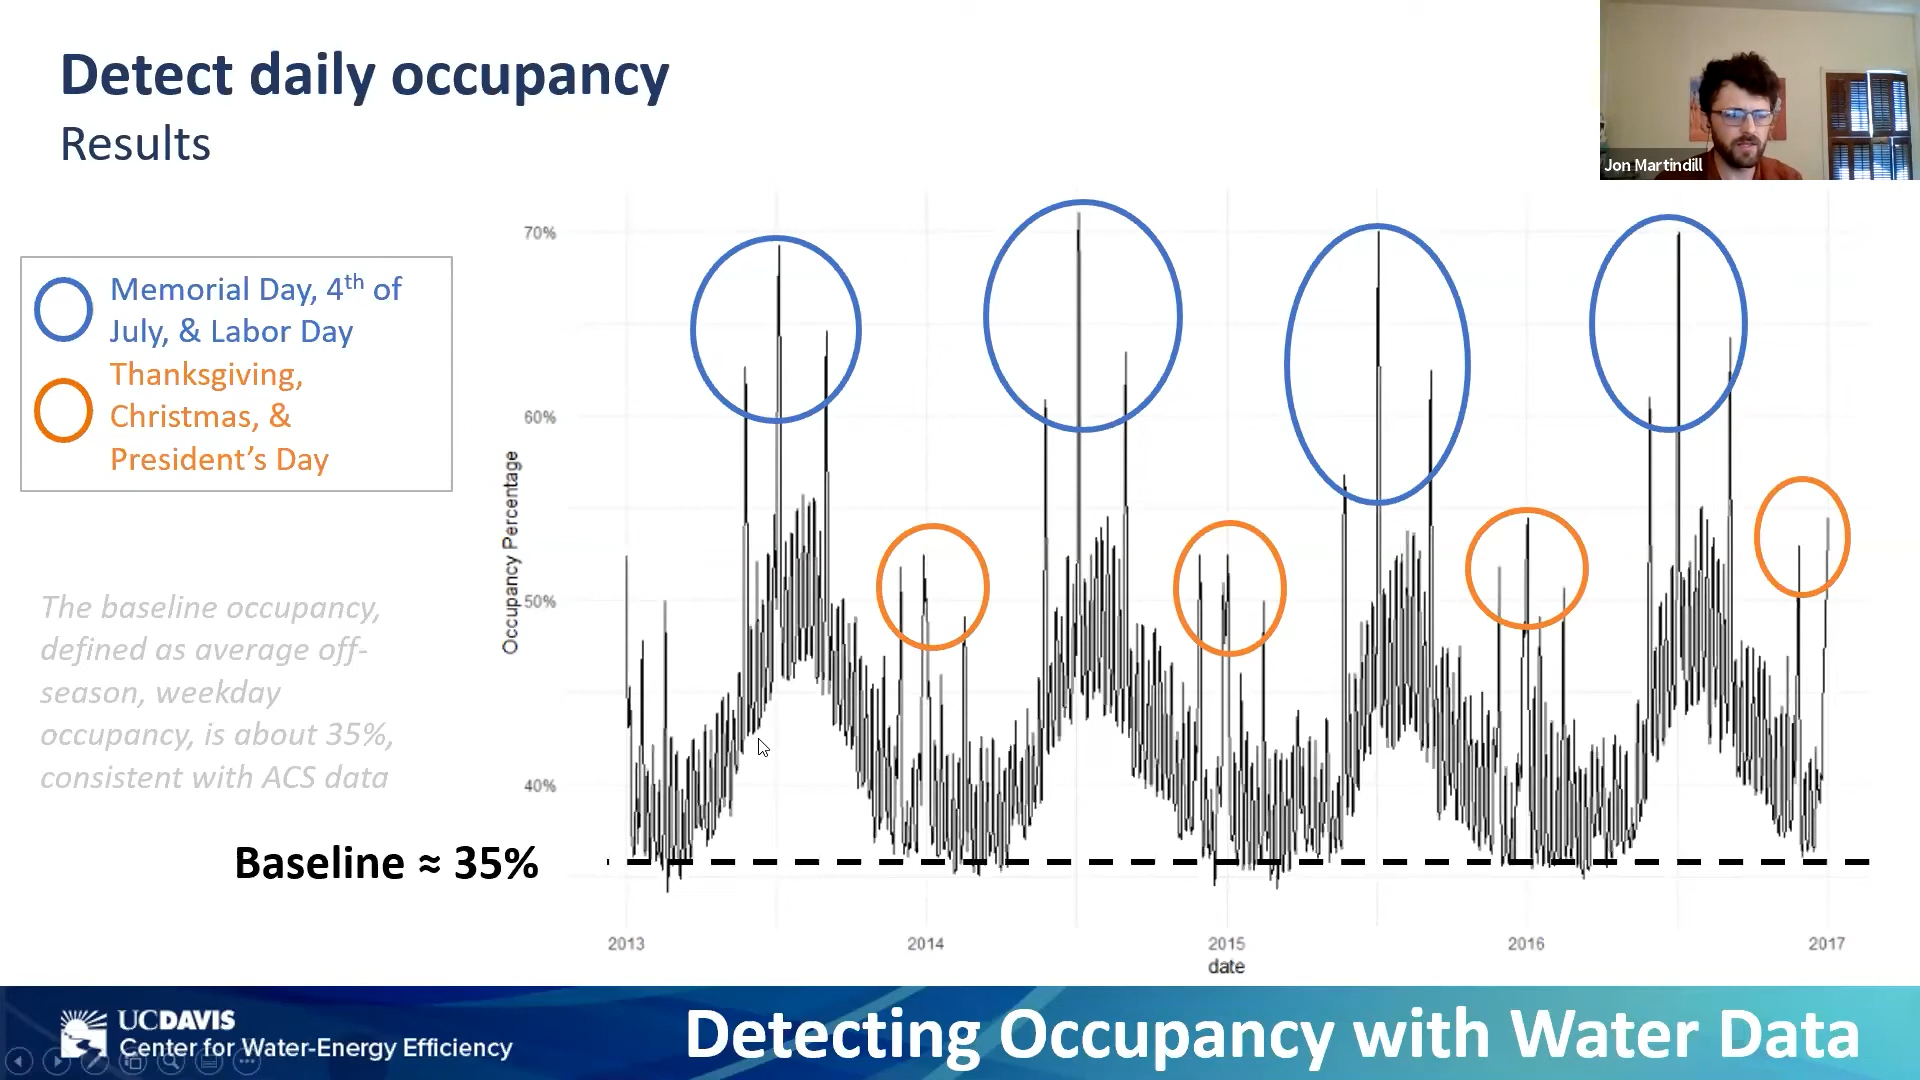 Detect daily occupancy
Results
Jon Martindill
Memorial Day, 4th of
July, & Labor Day
Thanksgiving,
Christmas, &
President's Day
The baseline occupancy,
defined as average off-
season, weekday
occupancy, is about 35%,
consistent with ACS data
Baseline ≈ 35%
Occupancy Percentage
70%
60%
50%
40%
2013
2014
2015
2016
2017
date
UCDAVIS
Center for Water-Energy Efficiency
Detecting Occupancy with Water Data